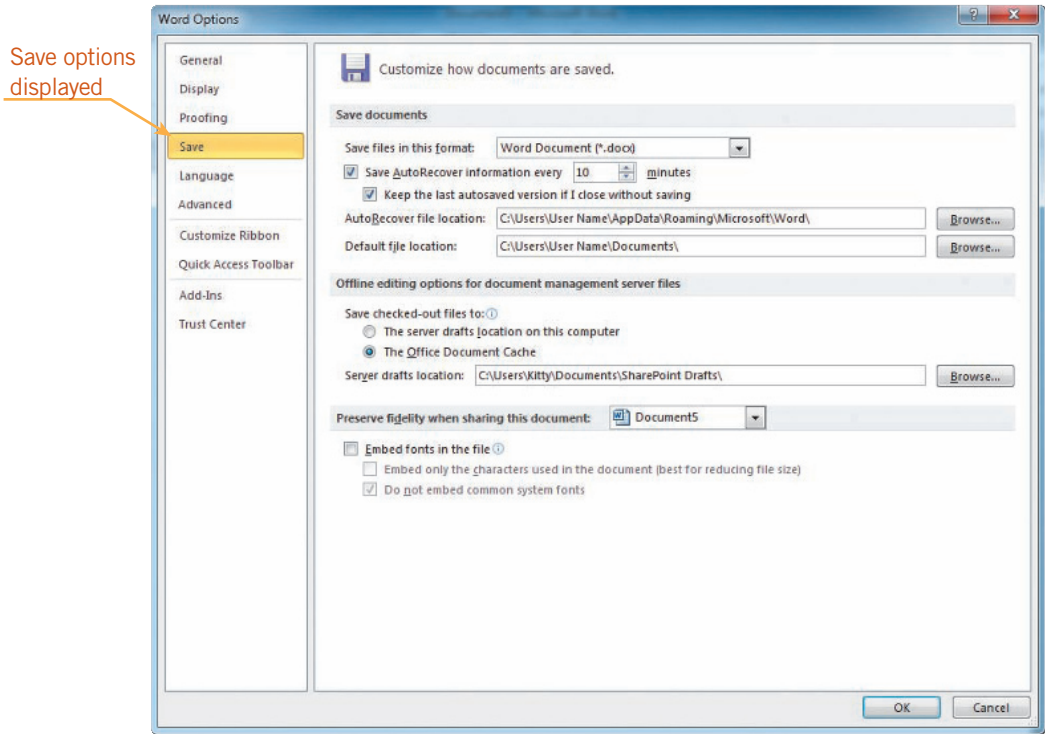 Word Options
Save options
displayed
General
Display
Proofing
Save
Language
Advanced
Customize Ribbon
Quick Access Toolbar
Add-Ins
Trust Center
Customize how documents are saved.
Save documents
Save files in this format: Word Document (*.docx)
Save AutoRecover information every 10 minutes
Keep the last autosaved version if I close without saving
AutoRecover file location: C:\Users\User Name\AppData\Roaming\Microsoft\Word\ Browse...
Default file location: C:\Users\User Name\Documents\ Browse...
Offline editing options for document management server files
Save checked-out files to:
The server drafts location on this computer
The Office Document Cache
Server drafts location: C:\Users\Kitty\Documents\SharePoint Drafts\ Browse...
Preserve fidelity when sharing this document: Document5
Embed fonts in the file
Embed only the characters used in the document (best for reducing file size)
Do not embed common system fonts
OK Cancel